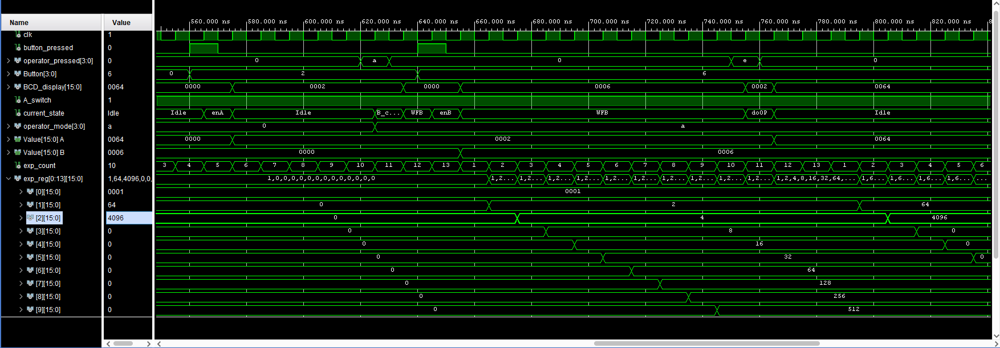 Name Value
560.000 ns 580.000 ns 600.000 ns 620.000 ns 640.000 ns 660.000 ns 680.000 ns 700.000 ns 720.000 ns 740.000 ns 760.000 ns 780.000 ns 800.000 ns 820.000 ns 8
clk 1
button_pressed 0
operator_pressed[3:0] 0 0 a 0 e 0
Button[3:0] 6 0 2 6
BCD_display[15:0] 0064 0000 0002 0000 0006 0002 0064
A_switch 1
current_state Idle Idle enA Idle B_c... WFB enB WFB doOP Idle
operator_mode[3:0] a 0 a
Value[15:0] A 0064 0000 0002 0064
Value[15:0] B 0006 0000 0006
exp_count 10 3 4 5 6 7 8 9 10 11 12 13 1 2 3 4 5 6 7 8 9 10 11 12 13 1 2 3 4 5 6
exp_reg[0:13][15:0] 1,64,4096,0,0, 1,0,0,0,0,0,0,0,0,0,0,0,0,0 1,2... 1,2... 1,2... 1,2... 1,2... 1,2... 1,2... 1,2... 1,2... 1,2... 1,2,4,8,16,32,64,... 1,6... 1,6... 1,6... 1,6... ...
[0][15:0] 0001 0001
[1][15:0] 64 0 2 64
[2][15:0] 4096 0 4 4096
[3][15:0] 0 0 8 0
[4][15:0] 0 0 16 0
[5][15:0] 0 0 32 0
[6][15:0] 0 0 64
[7][15:0] 0 0 128
[8][15:0] 0 0 256
[9][15:0] 0 0 512